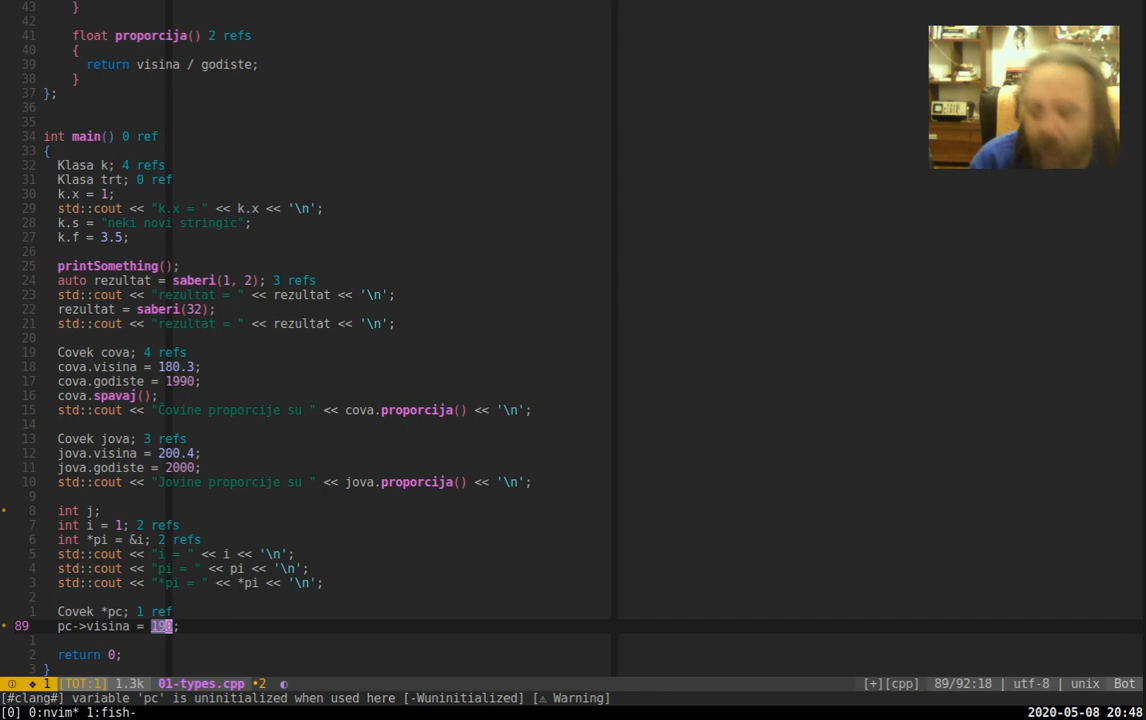 43 }
42
41 float proporcija() 2 refs
40 {
39 return visina / godiste;
38 }
37 };
36
35
34 int main() 0 ref
33 {
32 Klasa k; 4 refs
31 Klasa trt; 0 ref
30 k.x = 1;
29 std::cout << "k.x = " << k.x << '\n';
28 k.s = "neki novi stringic";
27 k.f = 3.5;
26
25 printSomething();
24 auto rezultat = saberi(1, 2); 3 refs
23 std::cout << "rezultat = " << rezultat << '\n';
22 rezultat = saberi(32);
21 std::cout << "rezultat = " << rezultat << '\n';
20
19 Covek cova; 4 refs
18 cova.visina = 180.3;
17 cova.godiste = 1990;
16 cova.spavaj();
15 std::cout << "Čovine proporcije su " << cova.proporcija() << '\n';
14
13 Covek jova; 3 refs
12 jova.visina = 200.4;
11 jova.godiste = 2000;
10 std::cout << "Jovine proporcije su " << jova.proporcija() << '\n';
9
• 8 int j;
7 int i = 1; 2 refs
6 int *pi = &i; 2 refs
5 std::cout << "i = " << i << '\n';
4 std::cout << "pi = " << pi << '\n';
3 std::cout << "*pi = " << *pi << '\n';
2
1 Covek *pc; 1 ref
• 89 pc->visina = ;
1
2 return 0;
3 }
1 [TOT:1] 1.3k 01-types.cpp •2 [+][cpp] 89/92:18 | utf-8 | unix Bot
[#clang#] variable 'pc' is uninitialized when used here [-Wuninitialized] [⚠ Warning]
[0] 0:nvim* 1:fish- 2020-05-08 20:48